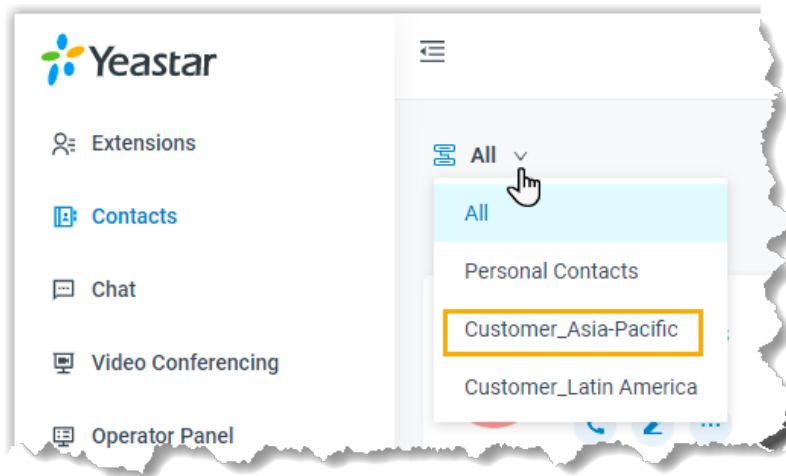 Yeastar
Extensions
Contacts
Chat
Video Conferencing
Operator Panel
All
All
Personal Contacts
Customer_Asia-Pacific
Customer_Latin America